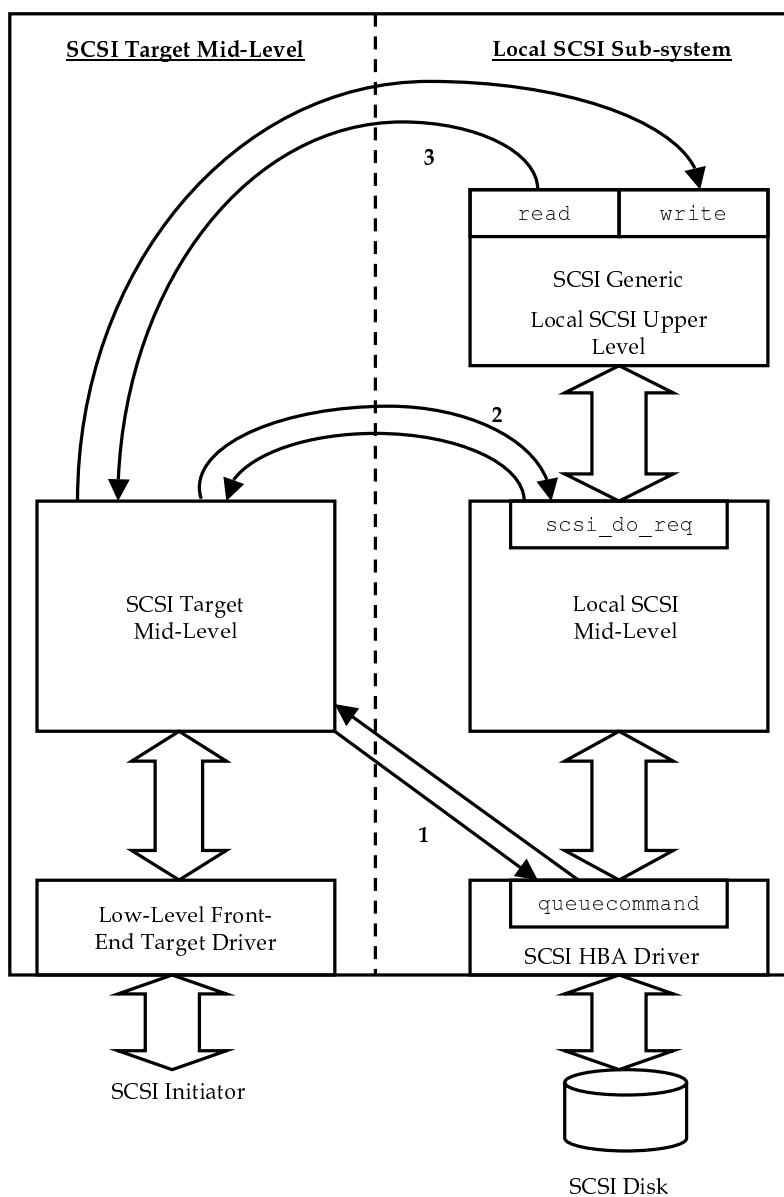 SCSI Target Mid-Level
Local SCSI Sub-system
3
read
write
SCSI Generic
Local SCSI Upper
Level
2
scsi_do_req
SCSI Target
Mid-Level
Local SCSI
Mid-Level
1
Low-Level Front-
End Target Driver
queuecommand
SCSI HBA Driver
SCSI Initiator
SCSI Disk